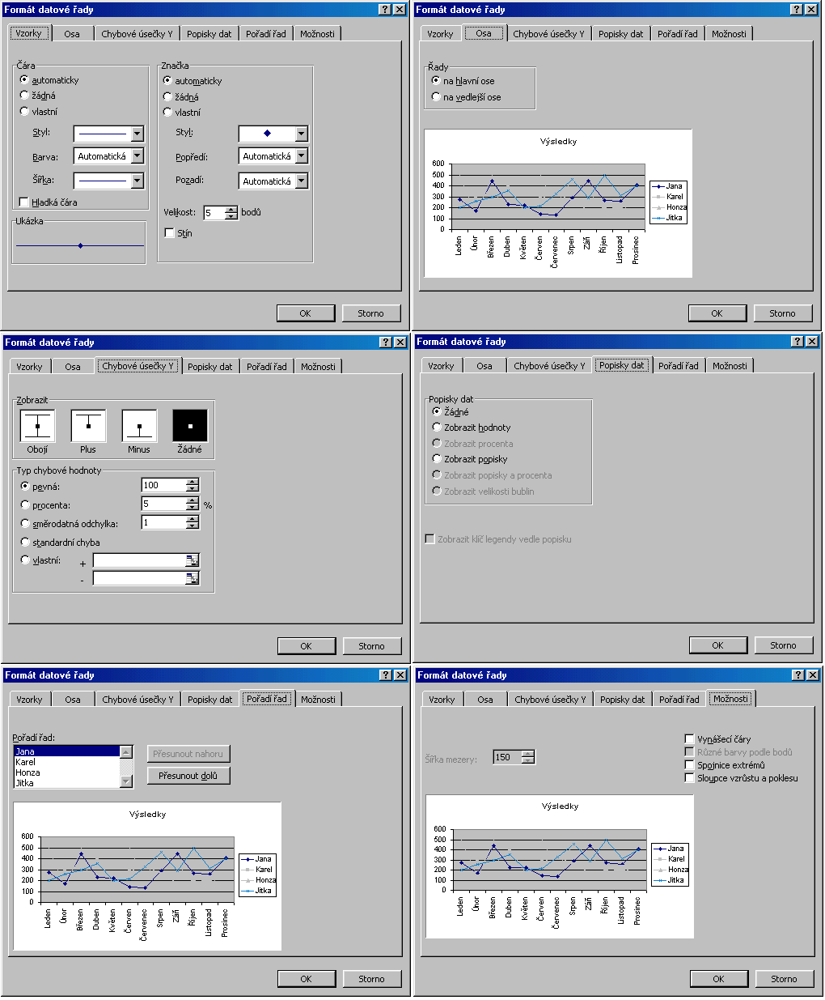 Formát datové řady
Vzorky Osa Chybové úsečky Y Popisky dat Pořadí řad Možnosti
Čára
automaticky
žádná
vlastní
Styl:
Barva: Automatická
Šířka:
Hladká čára
Ukázka
Značka
automaticky
žádná
vlastní
Styl:
Popředí: Automatická
Pozadí: Automatická
Velikost: 5 bodů
Stín
OK Storno
Formát datové řady
Vzorky Osa Chybové úsečky Y Popisky dat Pořadí řad Možnosti
Řady
na hlavní ose
na vedlejší ose
Výsledky
600
500
400
300
200
100
0
Leden
Únor
Březen
Duben
Květen
Červen
Červenec
Srpen
Září
Říjen
Listopad
Prosinec
Jana
Karel
Honza
Jitka
OK Storno
Formát datové řady
Vzorky Osa Chybové úsečky Y Popisky dat Pořadí řad Možnosti
Zobrazit
Obojí Plus Minus Žádné
Typ chybové hodnoty
pevná: 100
procenta: 5 %
směrodatná odchylka: 1
standardní chyba
vlastní: +
-
OK Storno
Formát datové řady
Vzorky Osa Chybové úsečky Y Popisky dat Pořadí řad Možnosti
Popisky dat
Žádné
Zobrazit hodnoty
Zobrazit procenta
Zobrazit popisky
Zobrazit popisky a procenta
Zobrazit velikosti bublin
Zobrazit klíč legendy vedle popisku
OK Storno
Formát datové řady
Vzorky Osa Chybové úsečky Y Popisky dat Pořadí řad Možnosti
Pořadí řad:
Jana
Karel
Honza
Jitka
Přesunout nahoru
Přesunout dolů
Výsledky
600
500
400
300
200
100
0
Leden
Únor
Březen
Duben
Květen
Červen
Červenec
Srpen
Září
Říjen
Listopad
Prosinec
Jana
Karel
Honza
Jitka
OK Storno
Formát datové řady
Vzorky Osa Chybové úsečky Y Popisky dat Pořadí řad Možnosti
Šířka mezery: 150
Vynášecí čáry
Různé barvy podle bodů
Spojnice extrémů
Sloupce vzrůstu a poklesu
Výsledky
600
500
400
300
200
100
0
Leden
Únor
Březen
Duben
Květen
Červen
Červenec
Srpen
Září
Říjen
Listopad
Prosinec
Jana
Karel
Honza
Jitka
OK Storno